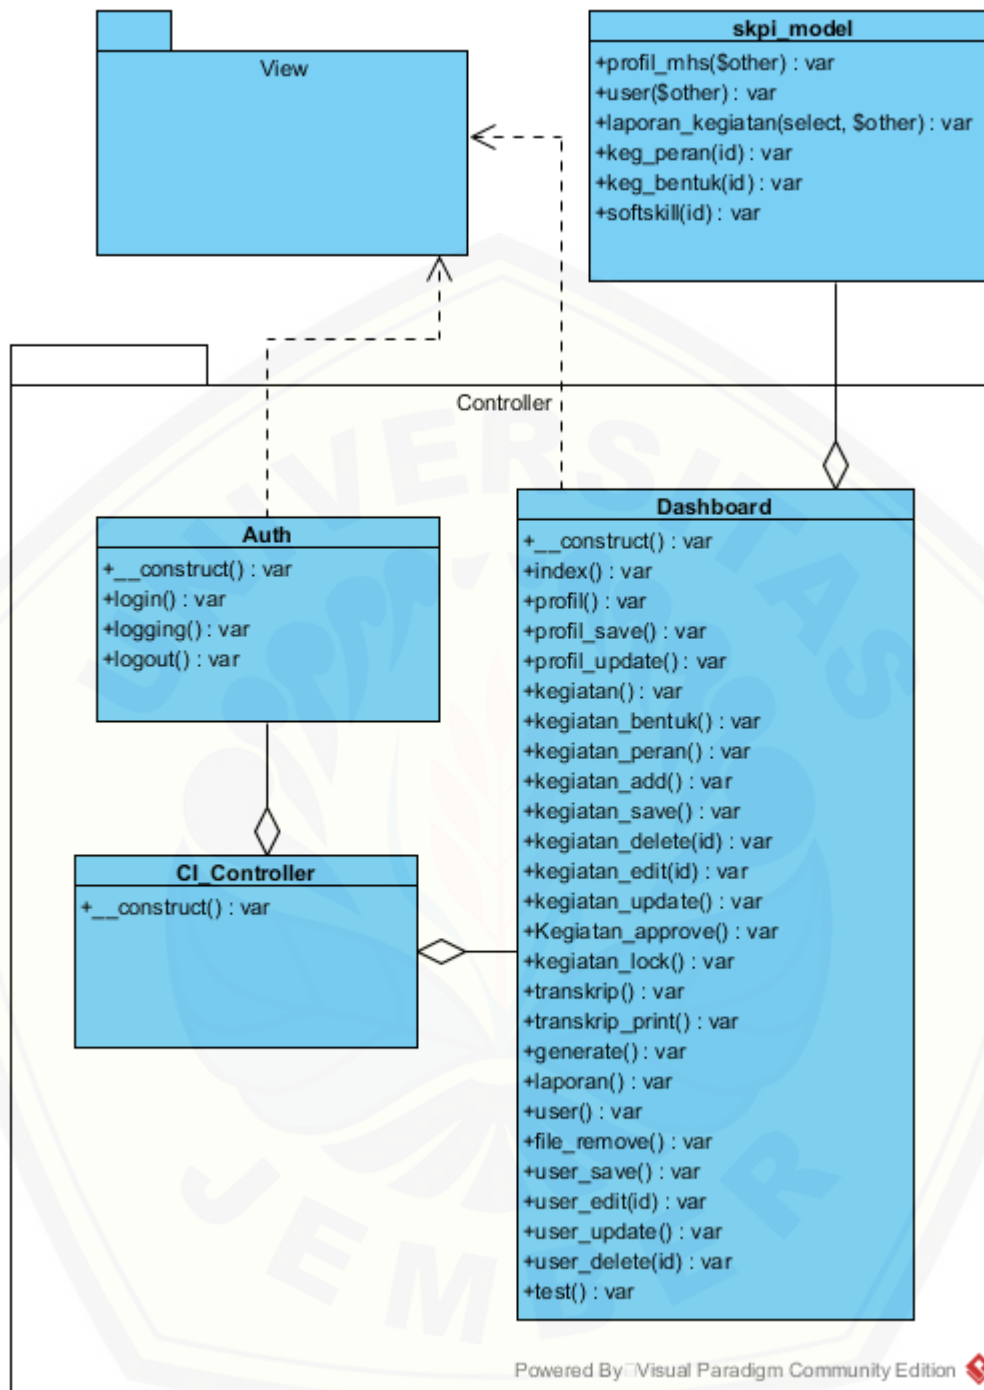 View
skpi_model
+profil_mhs($other) : var
+user($other) : var
+laporan_kegiatan(select, $other) : var
+keg_peran(id) : var
+keg_bentuk(id) : var
+softskill(id) : var
Controller
Auth
+__construct() : var
+login() : var
+logging() : var
+logout() : var
CI_Controller
+__construct() : var
Dashboard
+__construct() : var
+index() : var
+profil() : var
+profil_save() : var
+profil_update() : var
+kegiatan() : var
+kegiatan_bentuk() : var
+kegiatan_peran() : var
+kegiatan_add() : var
+kegiatan_save() : var
+kegiatan_delete(id) : var
+kegiatan_edit(id) : var
+kegiatan_update() : var
+Kegiatan_approve() : var
+kegiatan_lock() : var
+transkrip() : var
+transkrip_print() : var
+generate() : var
+laporan() : var
+user() : var
+file_remove() : var
+user_save() : var
+user_edit(id) : var
+user_update() : var
+user_delete(id) : var
+test() : var
UNIVERSITAS
JEMBER
Powered By Visual Paradigm Community Edition